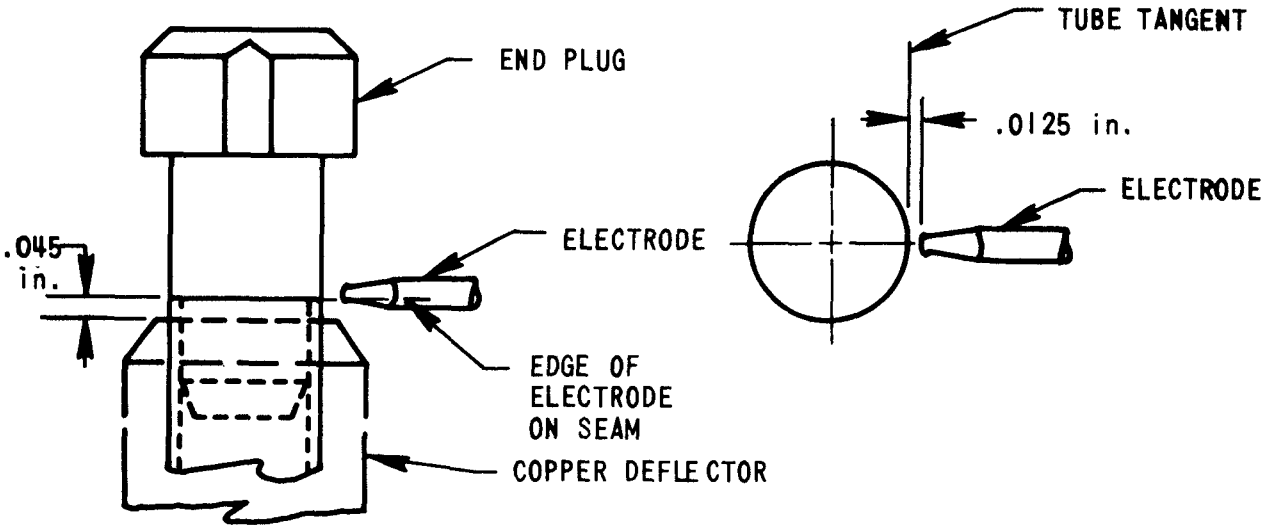 TUBE TANGENT
END PLUG
.0125 in.
ELECTRODE
.045
in.
ELECTRODE
EDGE OF
ELECTRODE
ON SEAM
COPPER DEFLECTOR